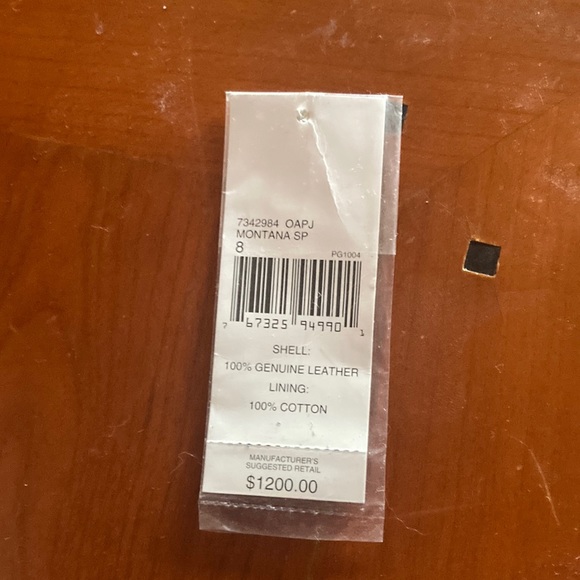 7342984 OAPJ
MONTANA SP
8
PG1004
7 67325 94990 1
SHELL:
100% GENUINE LEATHER
LINING:
100% COTTON
MANUFACTURER'S
SUGGESTED RETAIL
$1200.00